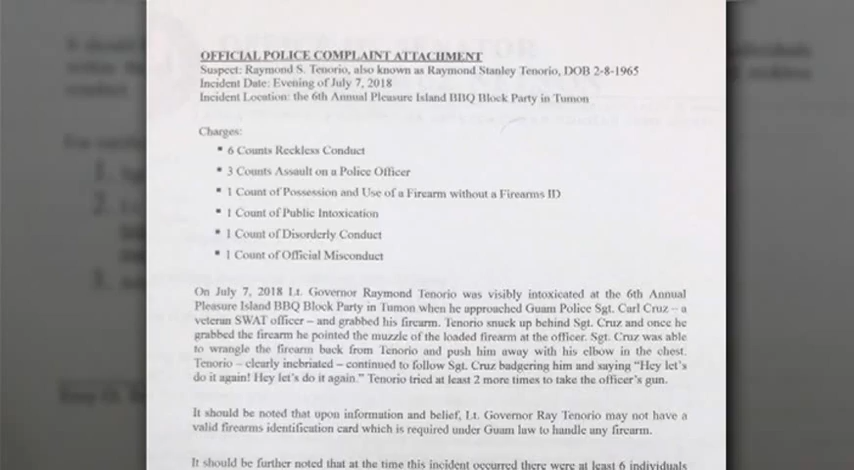 OFFICIAL POLICE COMPLAINT ATTACHMENT
Suspect: Raymond S. Tenorio, also known as Raymond Stanley Tenorio, DOB 2-8-1965
Incident Date: Evening of July 7, 2018
Incident Location: the 6th Annual Pleasure Island BBQ Block Party in Tumon
Charges:
▪ 6 Counts Reckless Conduct
▪ 3 Counts Assault on a Police Officer
▪ 1 Count of Possession and Use of a Firearm without a Firearms ID
▪ 1 Count of Public Intoxication
▪ 1 Count of Disorderly Conduct
▪ 1 Count of Official Misconduct
On July 7, 2018 Lt. Governor Raymond Tenorio was visibly intoxicated at the 6th Annual
Pleasure Island BBQ Block Party in Tumon when he approached Guam Police Sgt. Carl Cruz – a
veteran SWAT officer – and grabbed his firearm. Tenorio snuck up behind Sgt. Cruz and once he
grabbed the firearm he pointed the muzzle of the loaded firearm at the officer. Sgt. Cruz was able
to wrangle the firearm back from Tenorio and push him away with his elbow in the chest.
Tenorio – clearly inebriated – continued to follow Sgt. Cruz badgering him and saying "Hey let's
do it again! Hey let's do it again." Tenorio tried at least 2 more times to take the officer's gun.
It should be noted that upon information and belief, Lt. Governor Ray Tenorio may not have a
valid firearms identification card which is required under Guam law to handle any firearm.
It should be further noted that at the time this incident occurred there were at least 6 individuals